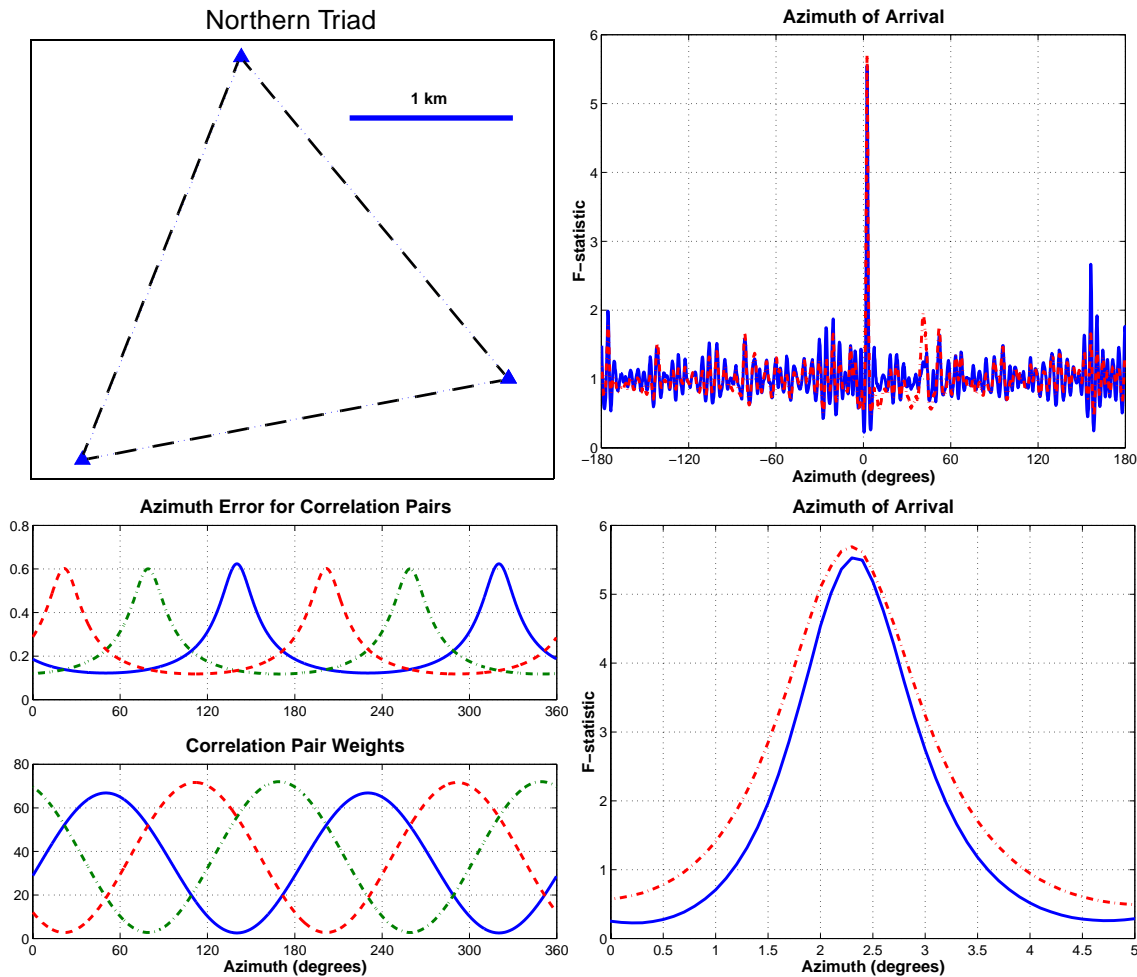 Northern Triad
1 km
Azimuth of Arrival
F−statistic
6
5
4
3
2
1
0
−180 −120 −60 0 60 120 180
Azimuth (degrees)
Azimuth Error for Correlation Pairs
0.8
0.6
0.4
0.2
0
0 60 120 180 240 300 360
Correlation Pair Weights
80
60
40
20
0
0 60 120 180 240 300 360
Azimuth (degrees)
Azimuth of Arrival
F−statistic
6
5
4
3
2
1
0
0 0.5 1 1.5 2 2.5 3 3.5 4 4.5 5
Azimuth (degrees)